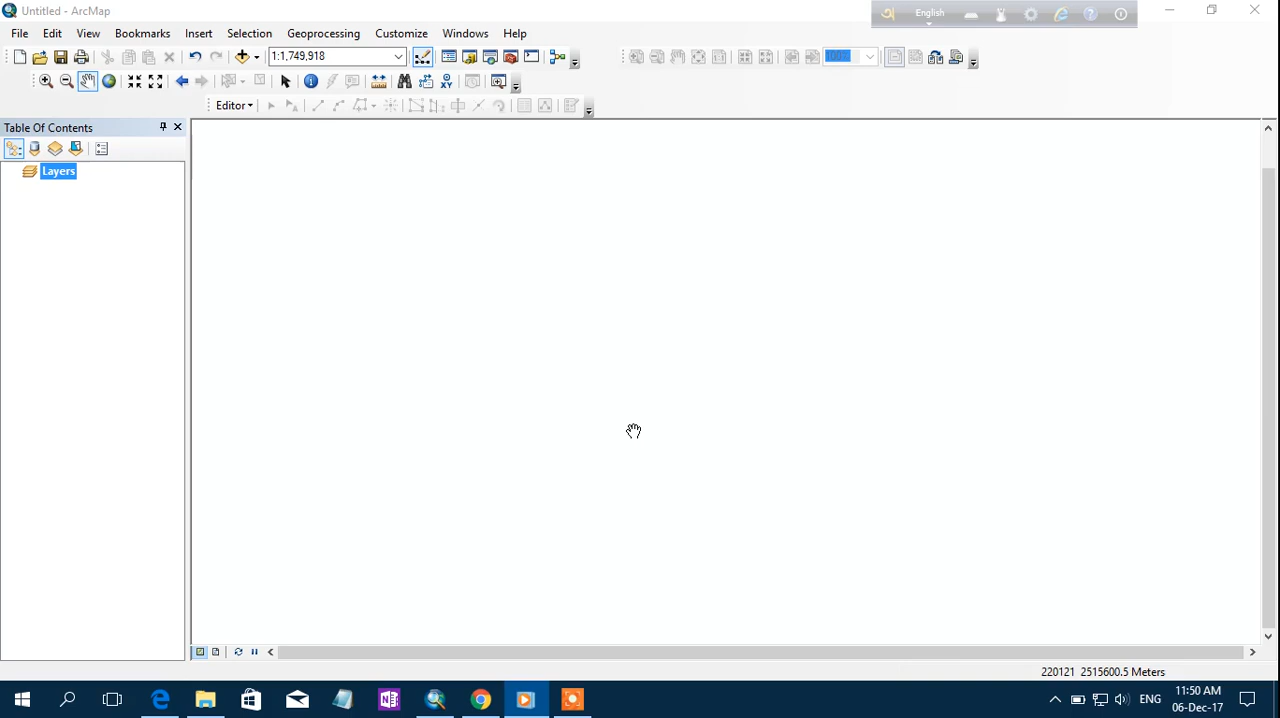 Untitled - ArcMap
English
File Edit View Bookmarks Insert Selection Geoprocessing Customize Windows Help
1:1,749,918
Editor
Table Of Contents
Layers
220121 2515600.5 Meters
ENG
11:50 AM
06-Dec-17